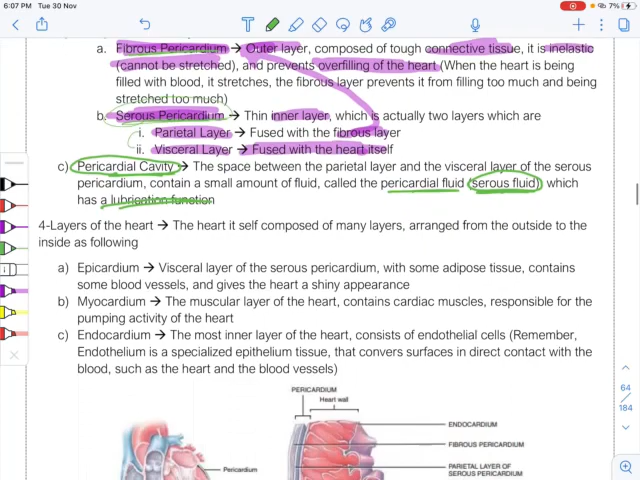 6:07 PM Tue 30 Nov
7%
a. Fibrous Pericardium → Outer layer, composed of tough connective tissue, it is inelastic
(cannot be stretched), and prevents overfilling of the heart (When the heart is being
filled with blood, it stretches, the fibrous layer prevents it from filling too much and being
stretched too much)
b. Serous Pericardium → Thin inner layer, which is actually two layers which are
i. Parietal Layer → Fused with the fibrous layer
ii. Visceral Layer → Fused with the heart itself
c) Pericardial Cavity → The space between the parietal layer and the visceral layer of the serous
pericardium, contain a small amount of fluid, called the pericardial fluid (serous fluid) which
has a lubrication function
4-Layers of the heart → The heart it self composed of many layers, arranged from the outside to the
inside as following
a) Epicardium → Visceral layer of the serous pericardium, with some adipose tissue, contains
some blood vessels, and gives the heart a shiny appearance
b) Myocardium → The muscular layer of the heart, contains cardiac muscles, responsible for the
pumping activity of the heart
c) Endocardium → The most inner layer of the heart, consists of endothelial cells (Remember,
Endothelium is a specialized epithelium tissue, that convers surfaces in direct contact with the
blood, such as the heart and the blood vessels)
64
/
184
PERICARDIUM
Heart wall
ENDOCARDIUM
FIBROUS PERICARDIUM
Pericardium
PARIETAL LAYER OF
SEROUS PERICARDIUM